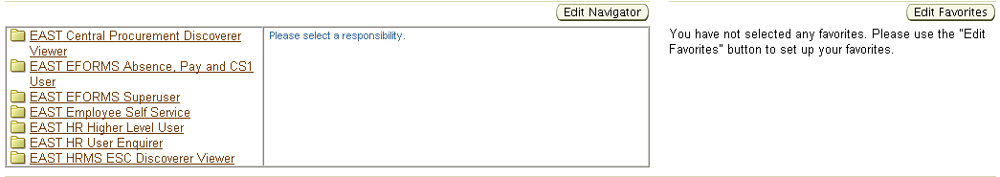 Edit Navigator
EAST Central Procurement Discoverer
Viewer
EAST EFORMS Absence, Pay and CS1
User
EAST EFORMS Superuser
EAST Employee Self Service
EAST HR Higher Level User
EAST HR User Enquirer
EAST HRMS ESC Discoverer Viewer
Please select a responsibility.
Edit Favorites
You have not selected any favorites. Please use the "Edit
Favorites" button to set up your favorites.